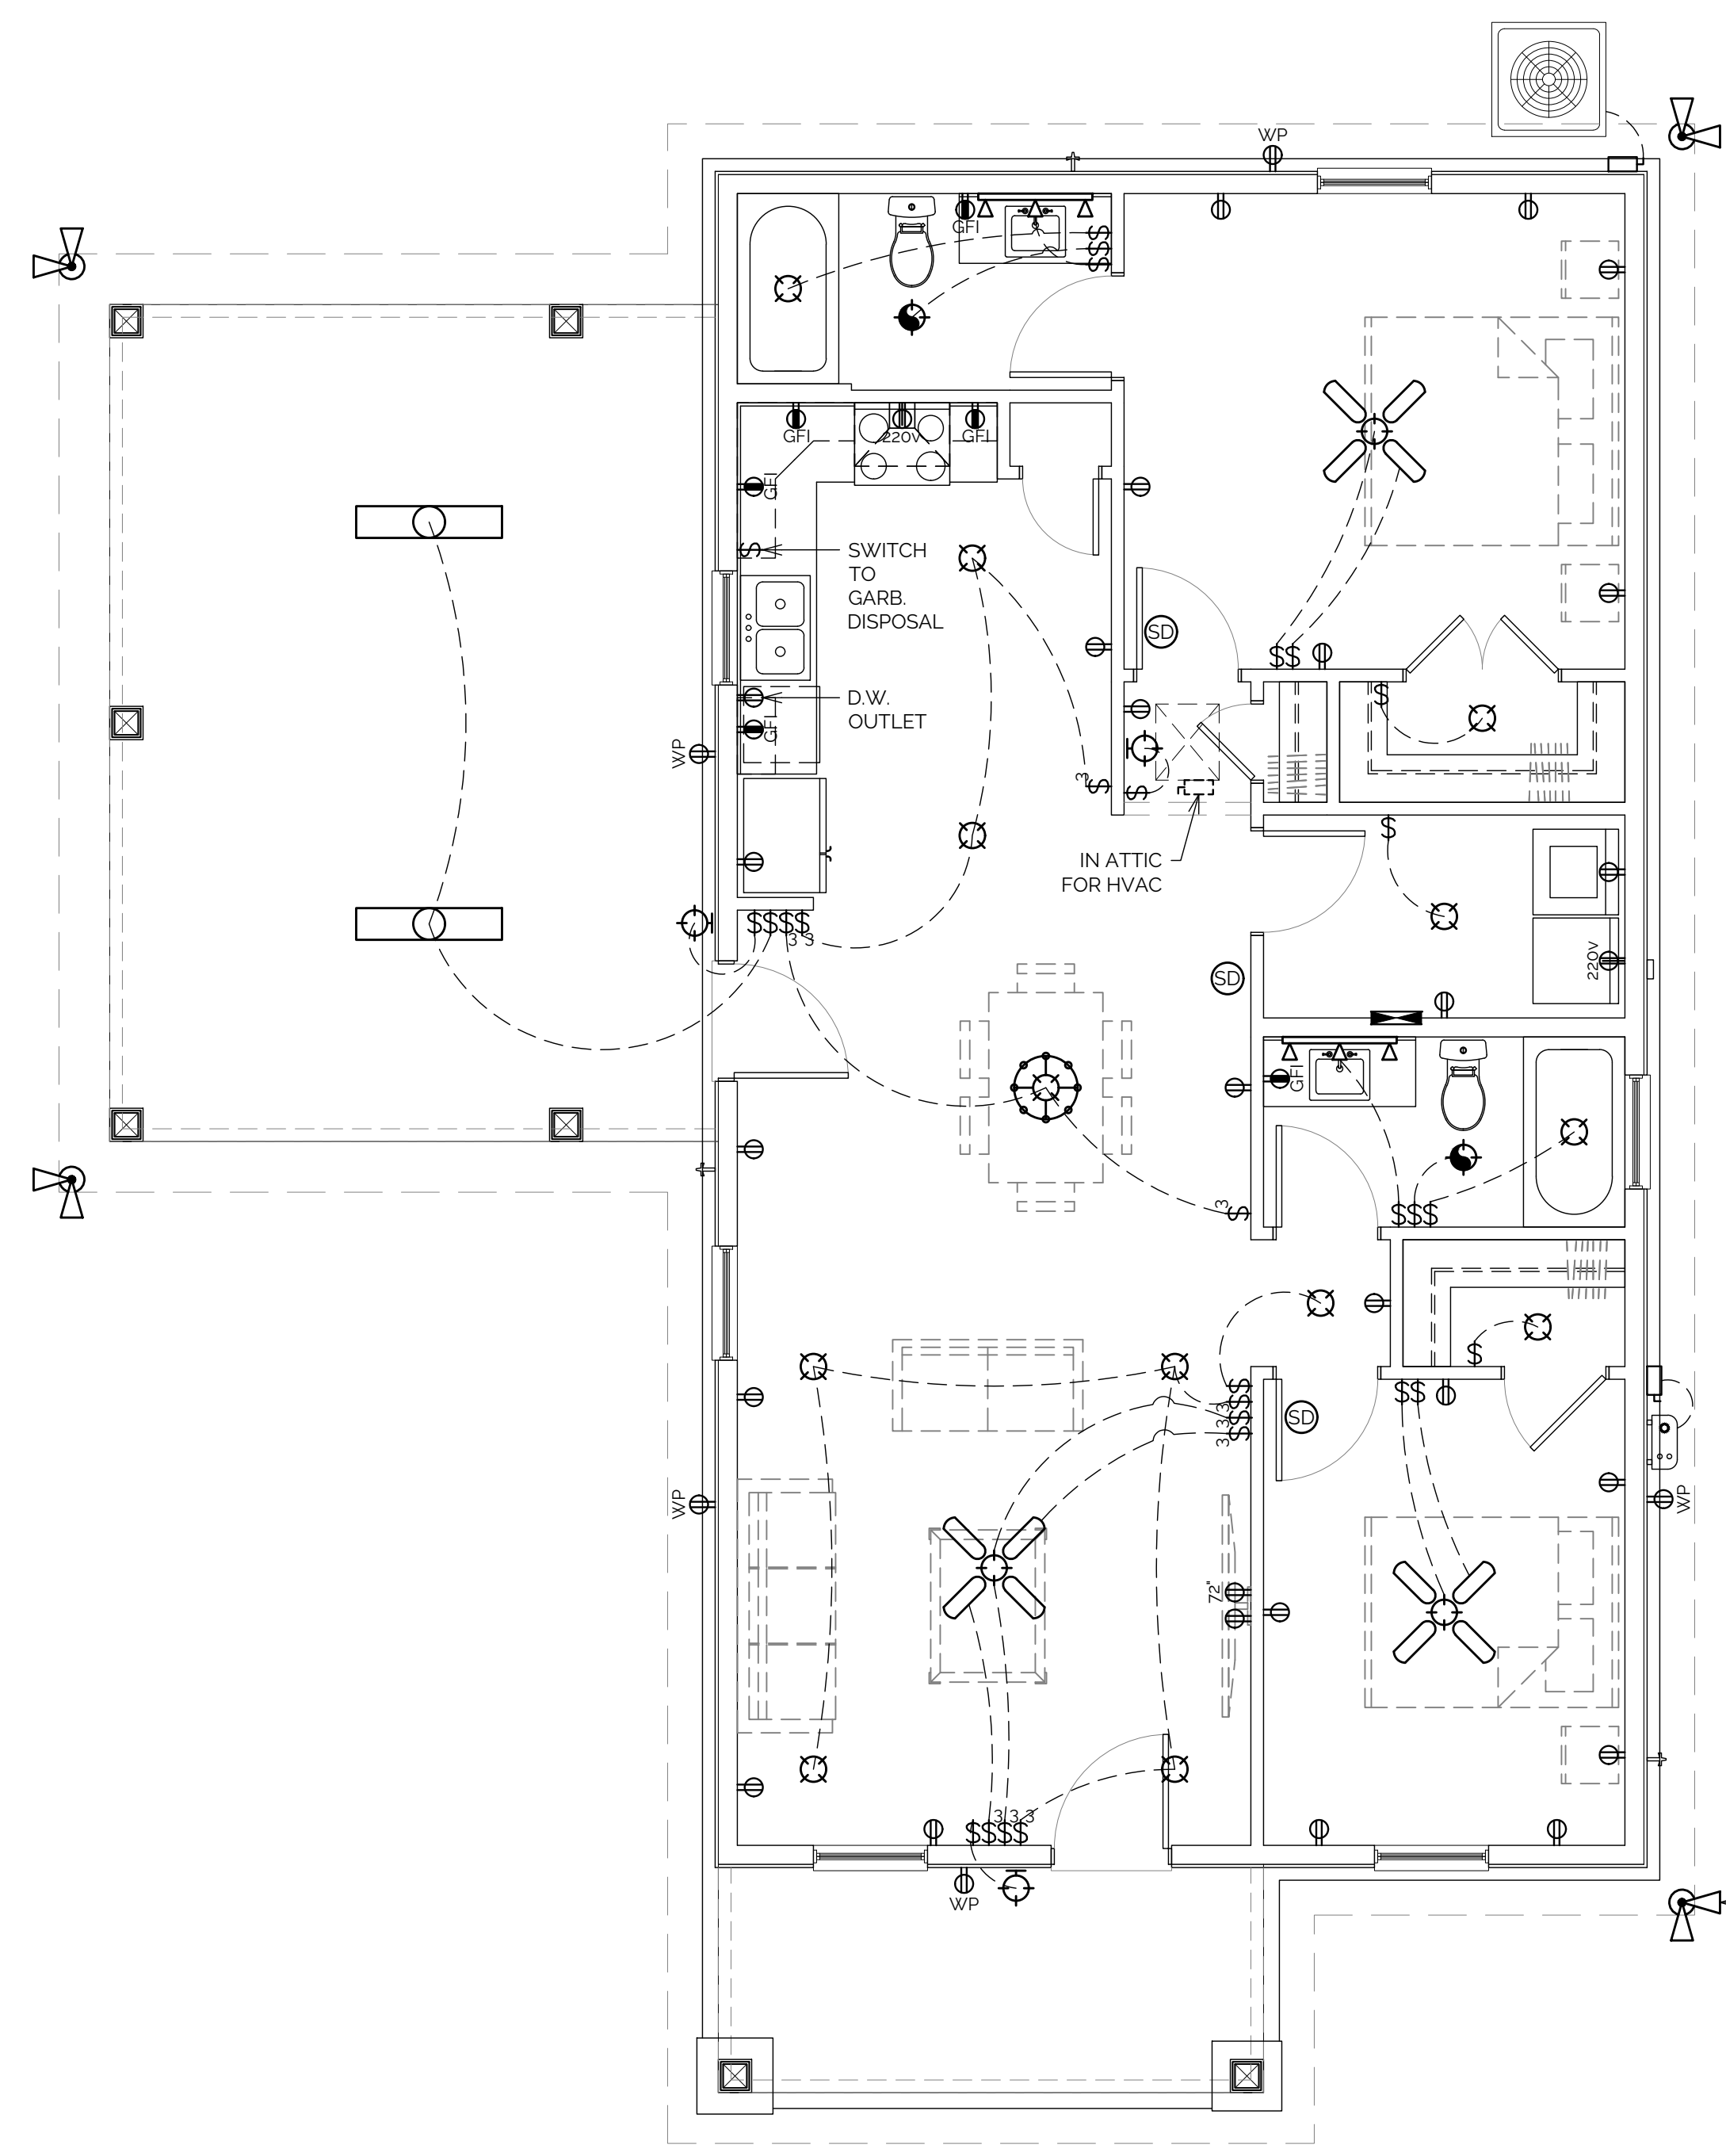 WP
GFI
$
$
$
GFI
220V
GFI
GFI
$
SWITCH
TO
GARB.
DISPOSAL
SD
$$
$
D.W.
OUTLET
GFI
WP
3
$
$
$
IN ATTIC
FOR HVAC
$$$$
3 3
220V
SD
GFI
3
$
$$$
$
$
$
3
$
3
$
3
$$
SD
WP
WP
72"
3 3 3
$$$$
WP